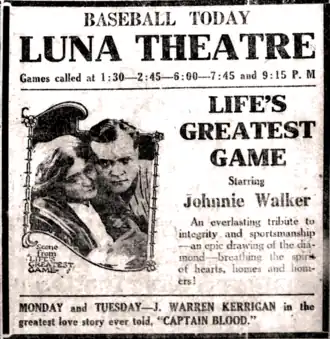 BASEBALL TODAY
LUNA THEATRE
Games called at 1:30—2:45—6:00—7:45 and 9:15 P. M
LIFE'S
GREATEST
GAME
Starring
Johnnie Walker
An everlasting tribute to
integrity and sportsmanship
—an epic drawing of the dia-
mond—breathing the spirit
of hearts, homes and hom-
ers!
Scene
from
LIFE'S
GREATEST
GAME
MONDAY and TUESDAY—J. WARREN KERRIGAN in the
greatest love story ever told, "CAPTAIN BLOOD."